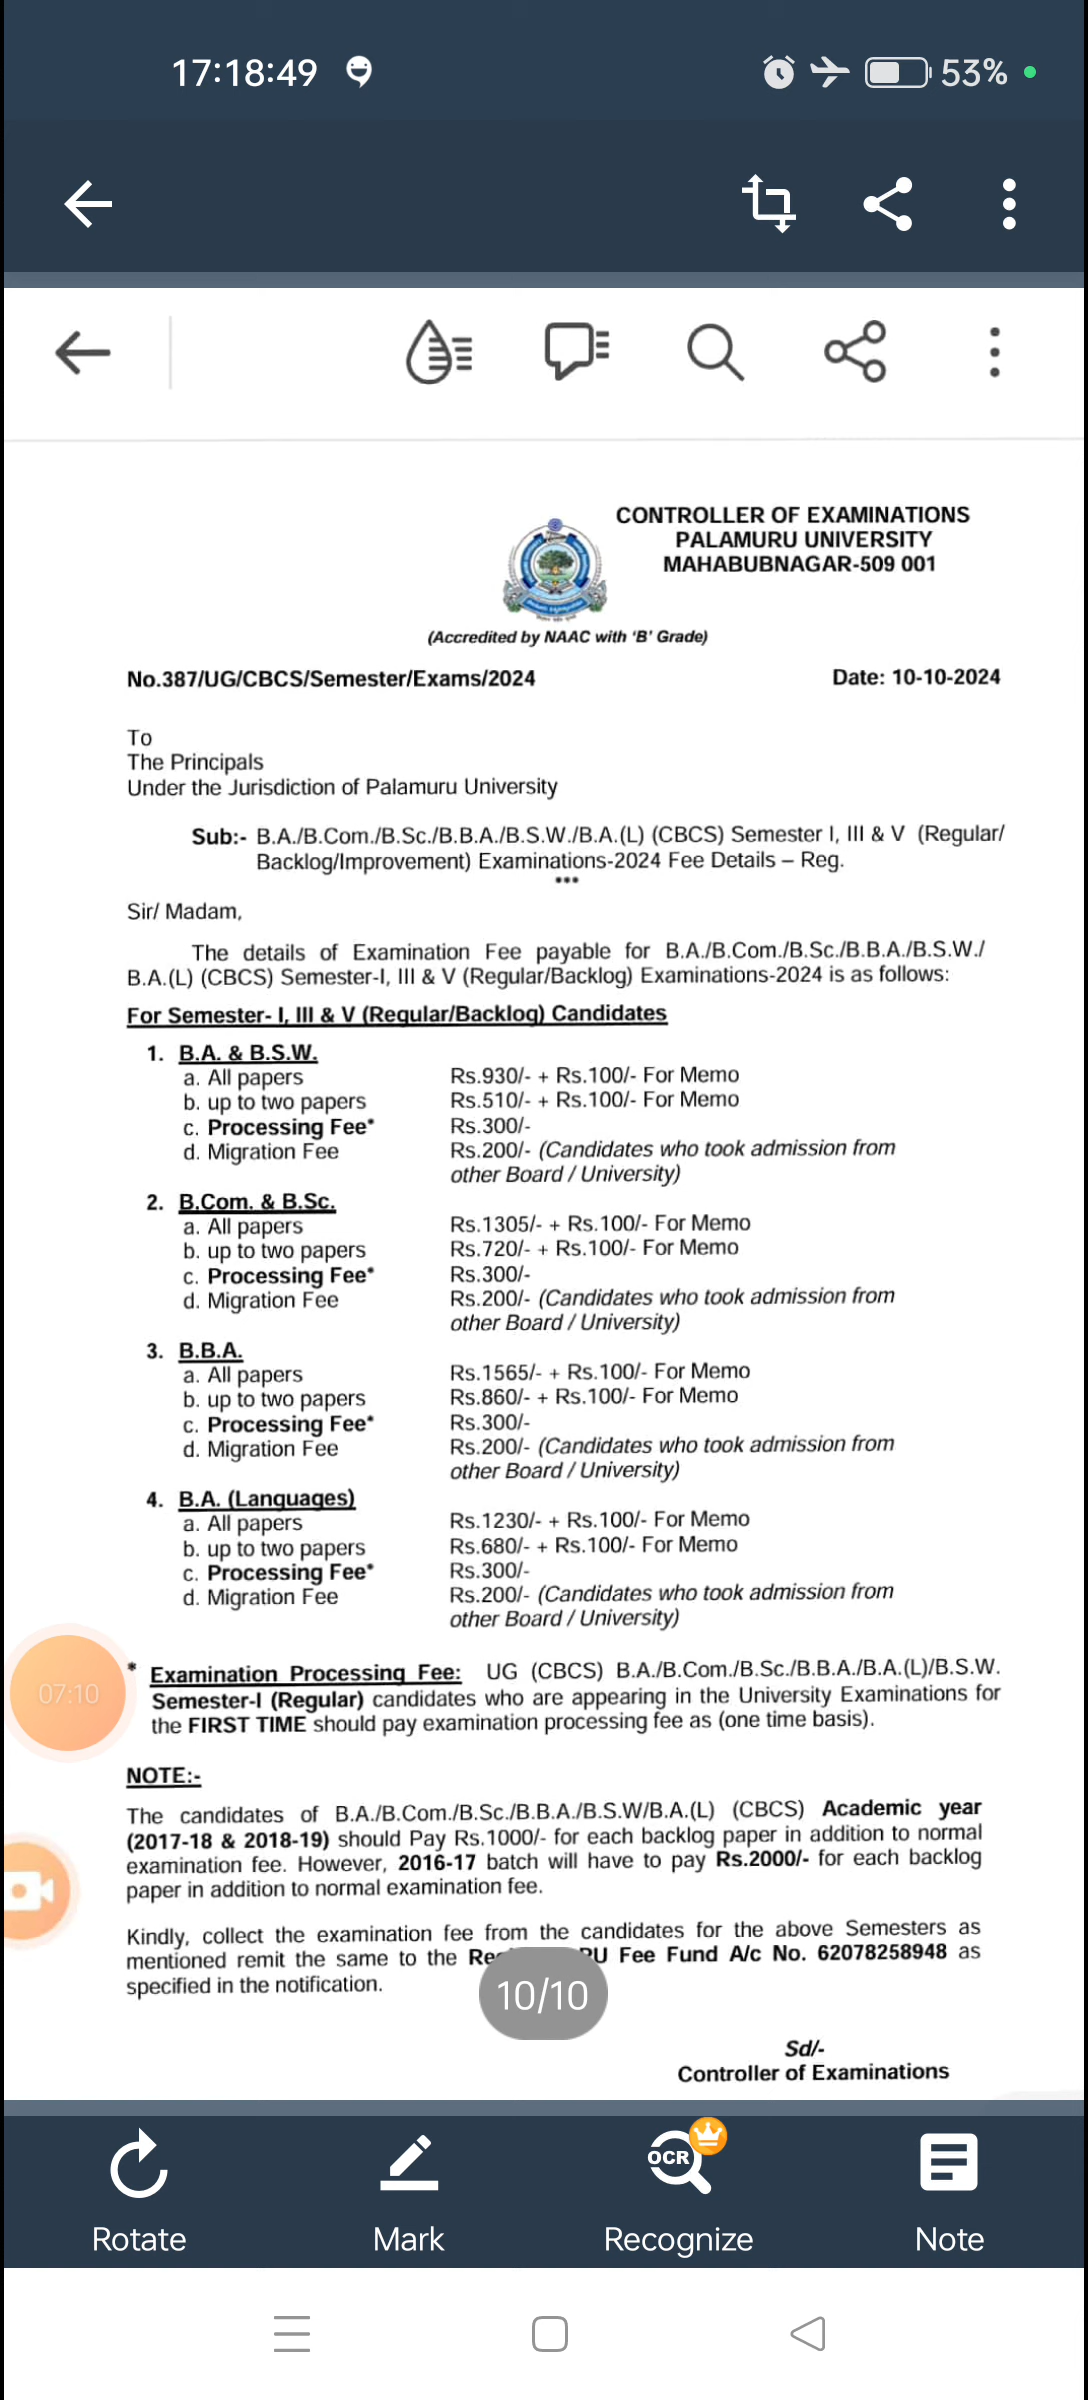 17:18:49
53%
CONTROLLER OF EXAMINATIONS
PALAMURU UNIVERSITY
MAHABUBNAGAR-509 001
(Accredited by NAAC with ‘B’ Grade)
No.387/UG/CBCS/Semester/Exams/2024 Date: 10-10-2024
To
The Principals
Under the Jurisdiction of Palamuru University
Sub:- B.A./B.Com./B.Sc./B.B.A./B.S.W./B.A.(L) (CBCS) Semester I, III & V (Regular/
Backlog/Improvement) Examinations-2024 Fee Details – Reg.
***
Sir/ Madam,
The details of Examination Fee payable for B.A./B.Com./B.Sc./B.B.A./B.S.W./
B.A.(L) (CBCS) Semester-I, III & V (Regular/Backlog) Examinations-2024 is as follows:
For Semester- I, III & V (Regular/Backlog) Candidates
1. B.A. & B.S.W.
a. All papers Rs.930/- + Rs.100/- For Memo
b. up to two papers Rs.510/- + Rs.100/- For Memo
c. Processing Fee* Rs.300/-
d. Migration Fee Rs.200/- (Candidates who took admission from
other Board / University)
2. B.Com. & B.Sc.
a. All papers Rs.1305/- + Rs.100/- For Memo
b. up to two papers Rs.720/- + Rs.100/- For Memo
c. Processing Fee* Rs.300/-
d. Migration Fee Rs.200/- (Candidates who took admission from
other Board / University)
3. B.B.A.
a. All papers Rs.1565/- + Rs.100/- For Memo
b. up to two papers Rs.860/- + Rs.100/- For Memo
c. Processing Fee* Rs.300/-
d. Migration Fee Rs.200/- (Candidates who took admission from
other Board / University)
4. B.A. (Languages)
a. All papers Rs.1230/- + Rs.100/- For Memo
b. up to two papers Rs.680/- + Rs.100/- For Memo
c. Processing Fee* Rs.300/-
d. Migration Fee Rs.200/- (Candidates who took admission from
other Board / University)
* Examination Processing Fee: UG (CBCS) B.A./B.Com./B.Sc./B.B.A./B.A.(L)/B.S.W.
07:10
Semester-I (Regular) candidates who are appearing in the University Examinations for
the FIRST TIME should pay examination processing fee as (one time basis).
NOTE:-
The candidates of B.A./B.Com./B.Sc./B.B.A./B.S.W/B.A.(L) (CBCS) Academic year
(2017-18 & 2018-19) should Pay Rs.1000/- for each backlog paper in addition to normal
examination fee. However, 2016-17 batch will have to pay Rs.2000/- for each backlog
paper in addition to normal examination fee.
Kindly, collect the examination fee from the candidates for the above Semesters as
mentioned remit the same to the Fee Fund A/c No. 62078258948 as
specified in the notification.
10/10
Sd/-
Controller of Examinations
OCR
Rotate Mark Recognize Note